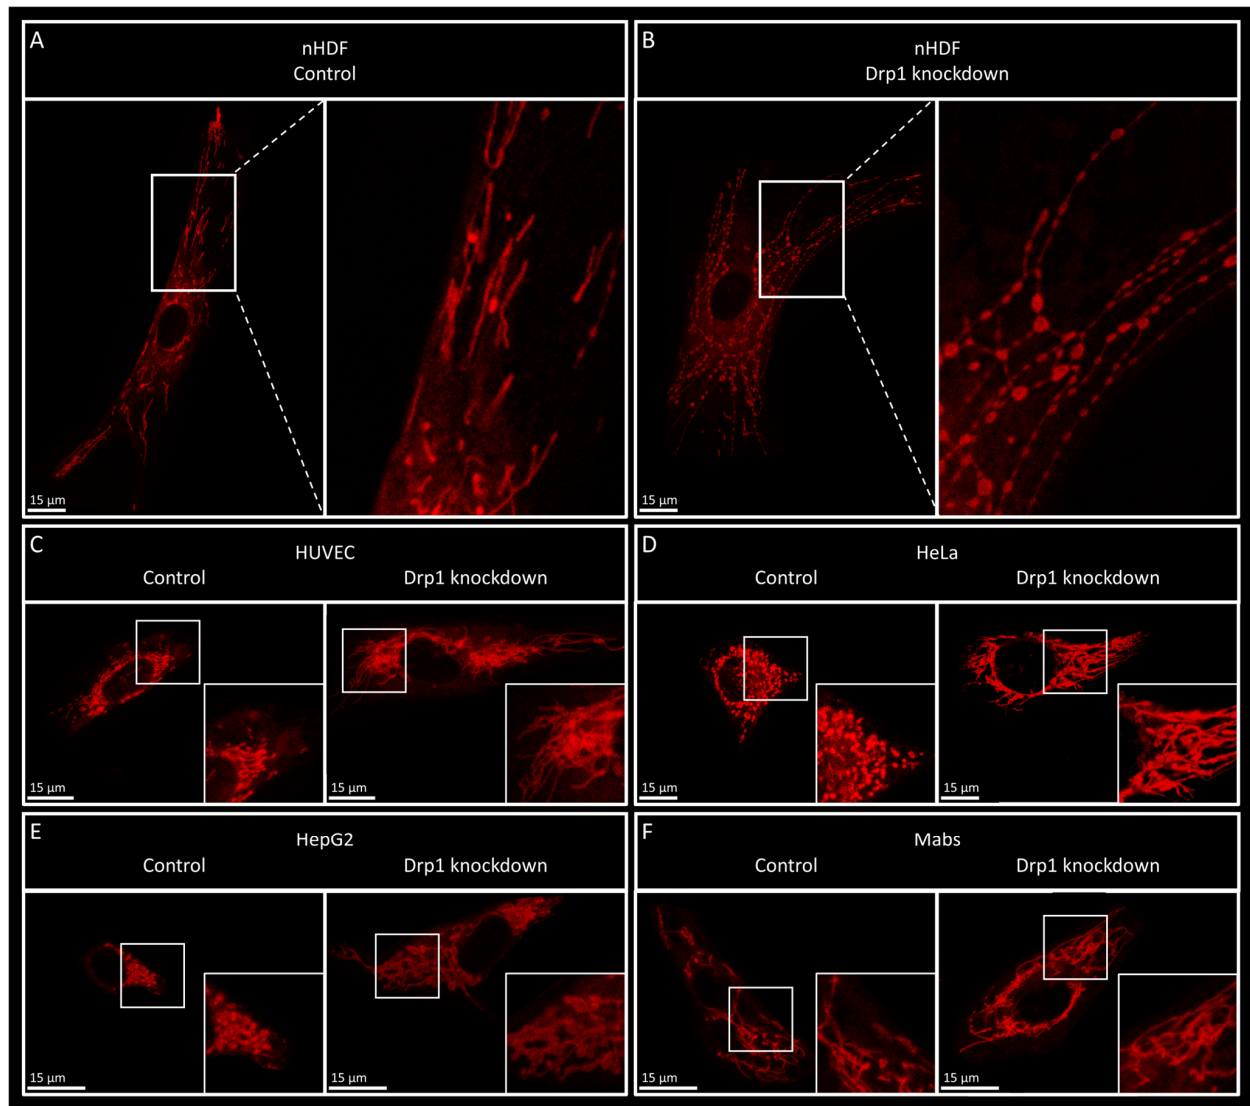 A
nHDF
Control
15 µm
B
nHDF
Drp1 knockdown
15 µm
C
HUVEC
Control
Drp1 knockdown
15 µm
15 µm
D
HeLa
Control
Drp1 knockdown
15 µm
15 µm
E
HepG2
Control
Drp1 knockdown
15 µm
15 µm
F
Mabs
Control
Drp1 knockdown
15 µm
15 µm